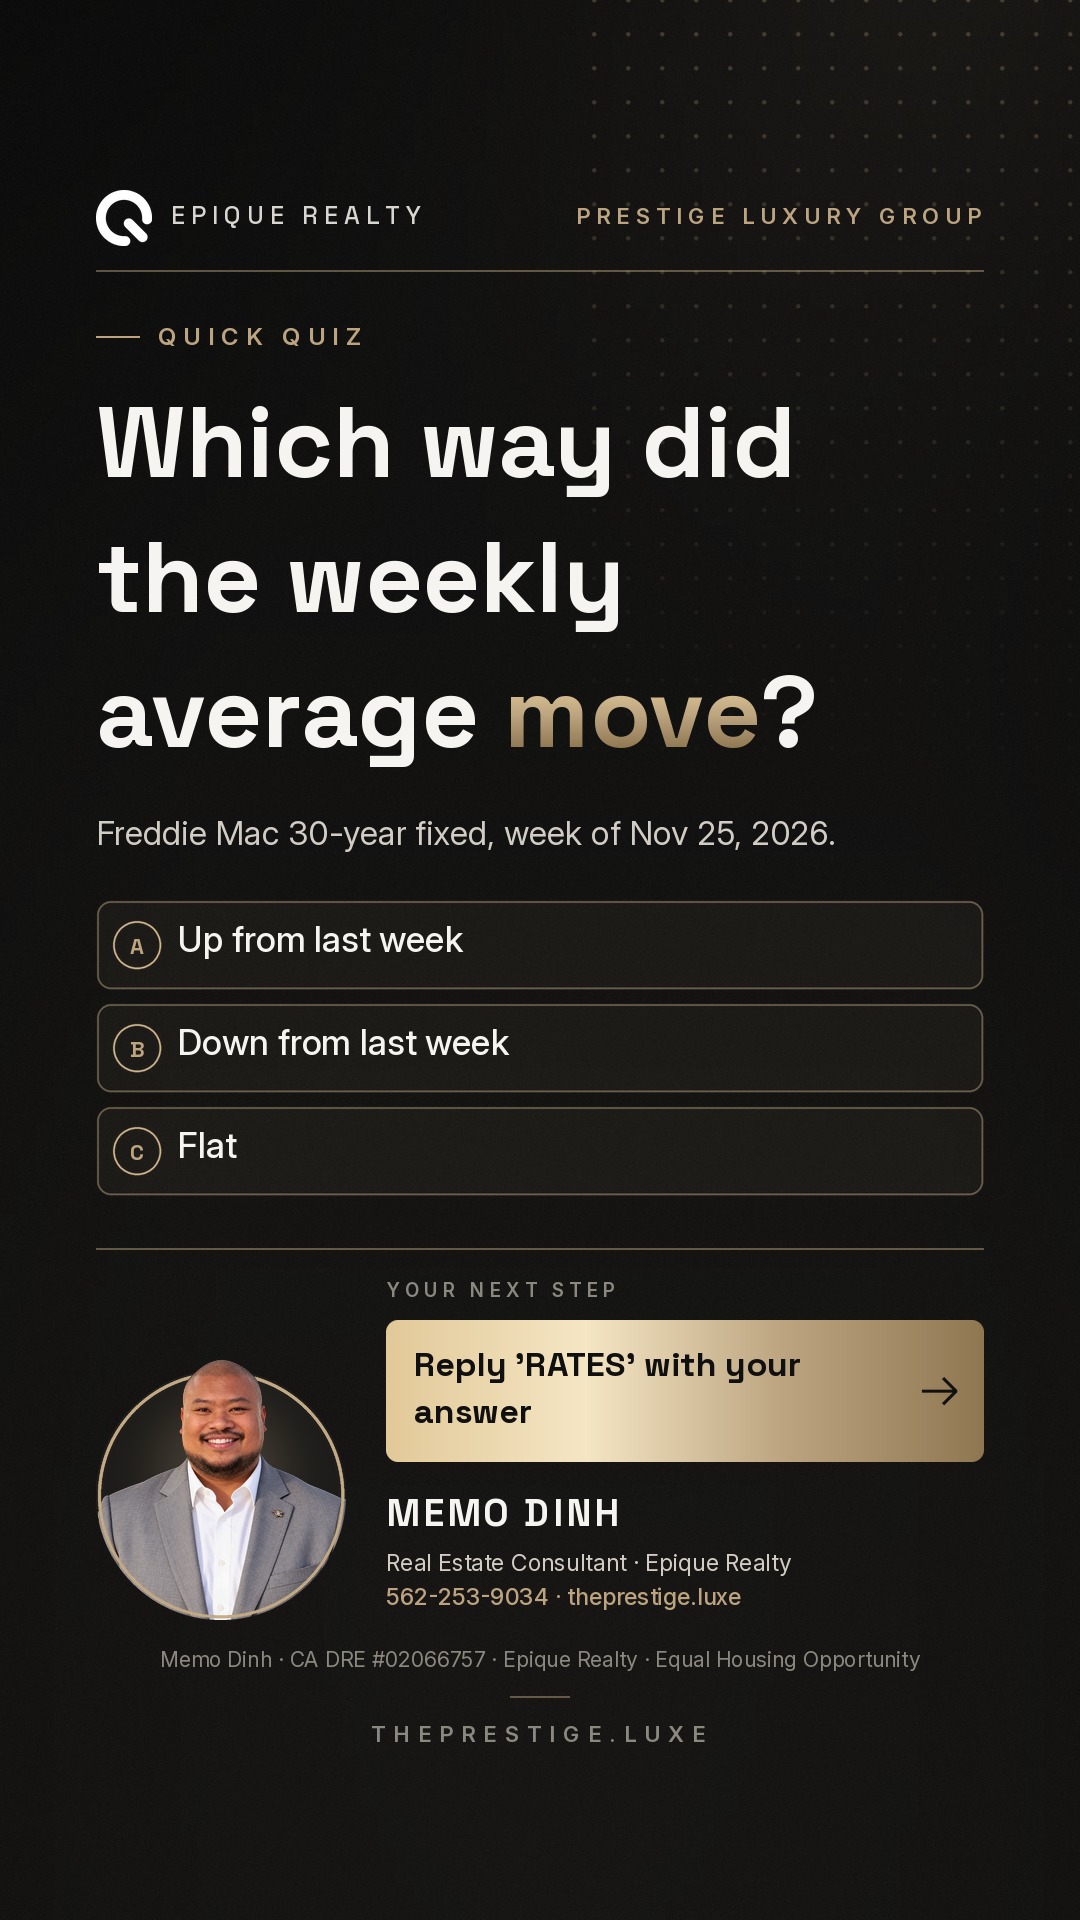 EPIQUE REALTY
PRESTIGE LUXURY GROUP
QUICK QUIZ
Which way did
the weekly
average move?
Freddie Mac 30-year fixed, week of Nov 25, 2026.
A Up from last week
B Down from last week
C Flat
YOUR NEXT STEP
Reply ’RATES’ with your
answer
MEMO DINH
Real Estate Consultant · Epique Realty
562-253-9034 · theprestige.luxe
Memo Dinh · CA DRE #02066757 · Epique Realty · Equal Housing Opportunity
THEPRESTIGE.LUXE